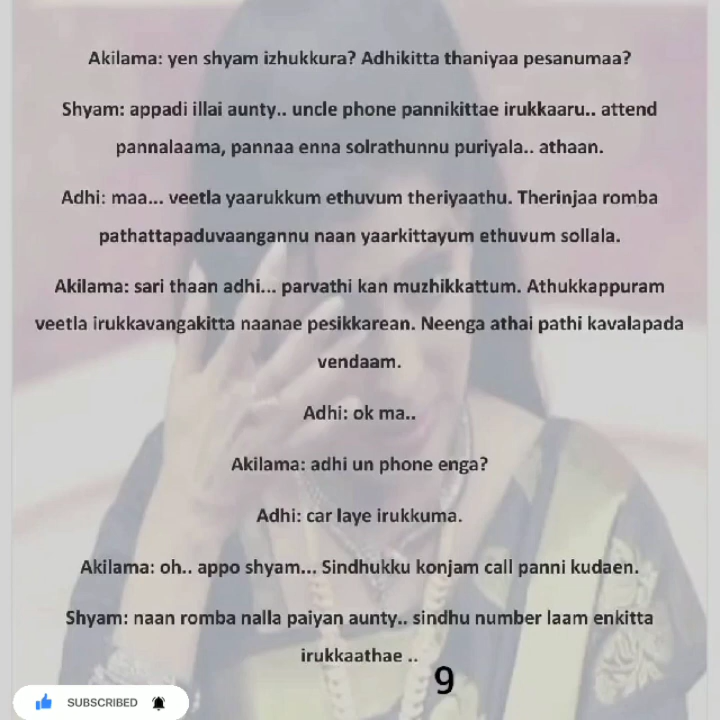 Akilama: yen shyam izhukkura? Adhikitta thaniyaa pesanumaa?
Shyam: appadi illai aunty.. uncle phone pannikittae irukkaaru.. attend
pannalaama, pannaa enna solrathunnu puriyala.. athaan.
Adhi: maa... veetla yaarukkum ethuvum theriyaathu. Therinjaa romba
pathattapaduvaangannu naan yaarkittayum ethuvum sollala.
Akilama: sari thaan adhi... parvathi kan muzhikkattum. Athukkappuram
veetla irukkavangakitta naanae pesikkarean. Neenga athai pathi kavalapada
vendaam.
Adhi: ok ma..
Akilama: adhi un phone enga?
Adhi: car laye irukkuma.
Akilama: oh.. appo shyam... Sindhukku konjam call panni kudaen.
Shyam: naan romba nalla paiyan aunty.. sindhu number laam enkitta
irukkaathae ..
9
SUBSCRIBED